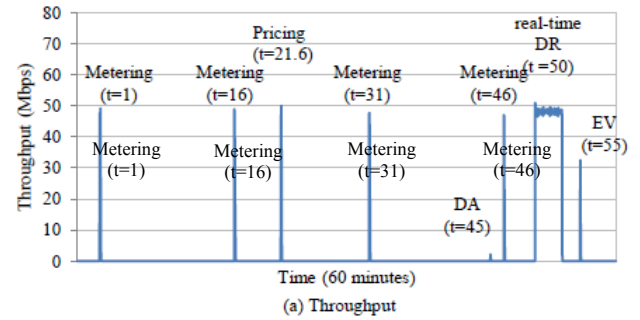 80
70
60
50
40
30
20
10
0
Throughput (Mbps)
Pricing
(t=21.6)
real-time
DR
(t =50)
Metering
(t=1)
Metering
(t=16)
Metering
(t=31)
Metering
(t=46)
EV
(t=55)
Metering
(t=1)
Metering
(t=16)
Metering
(t=31)
Metering
(t=46)
DA
(t=45)
Time (60 minutes)
(a) Throughput